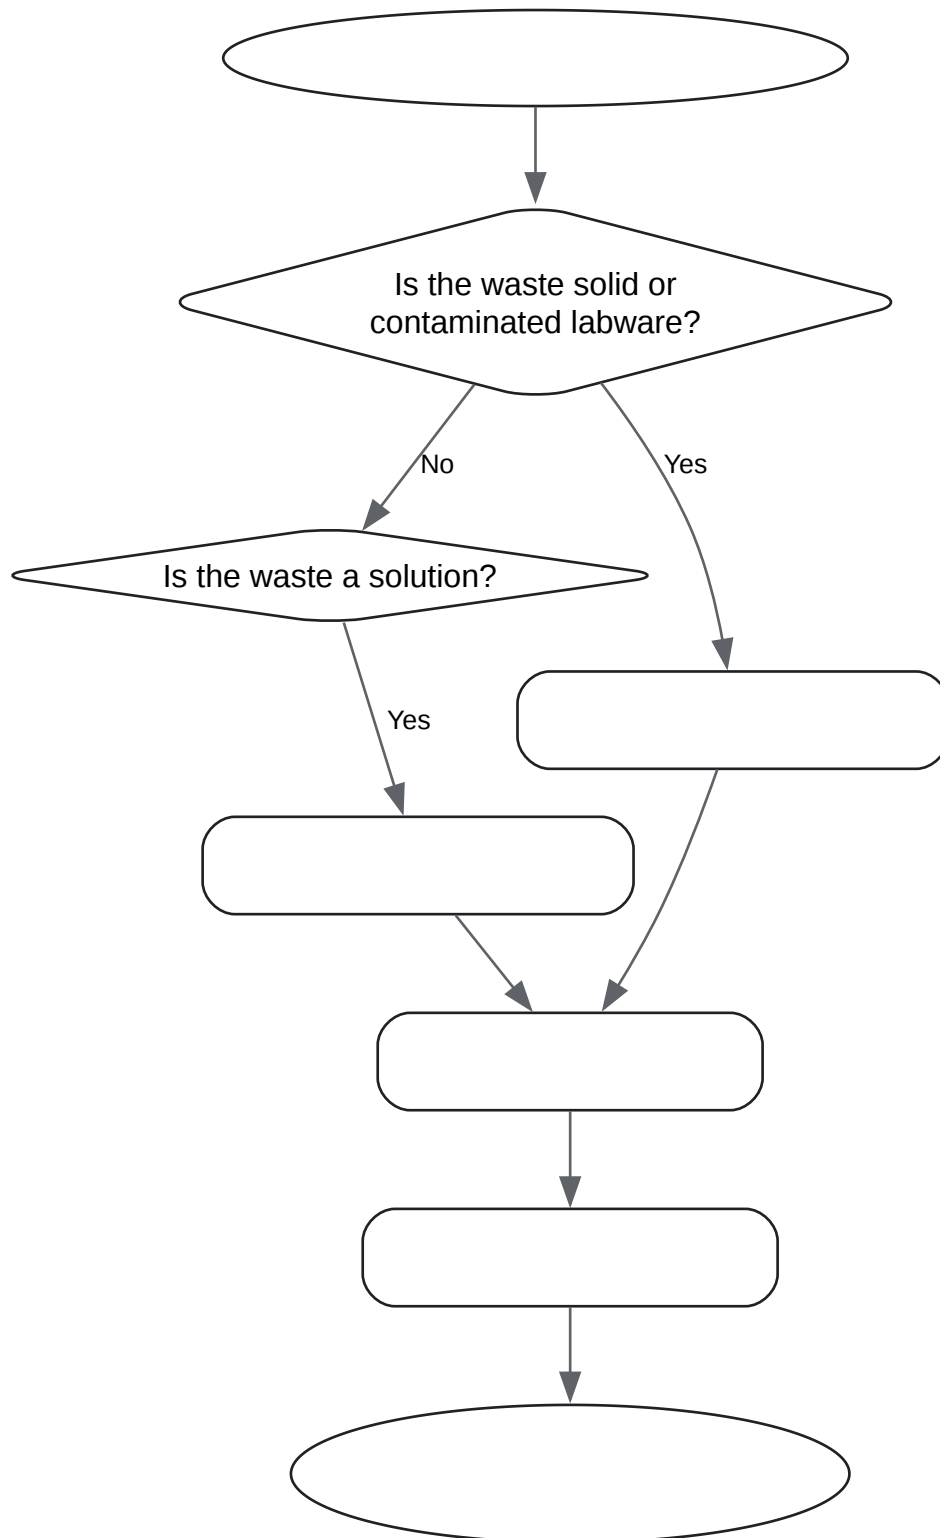 Is the waste solid or
contaminated labware?
No
Yes
Is the waste a solution?
Yes